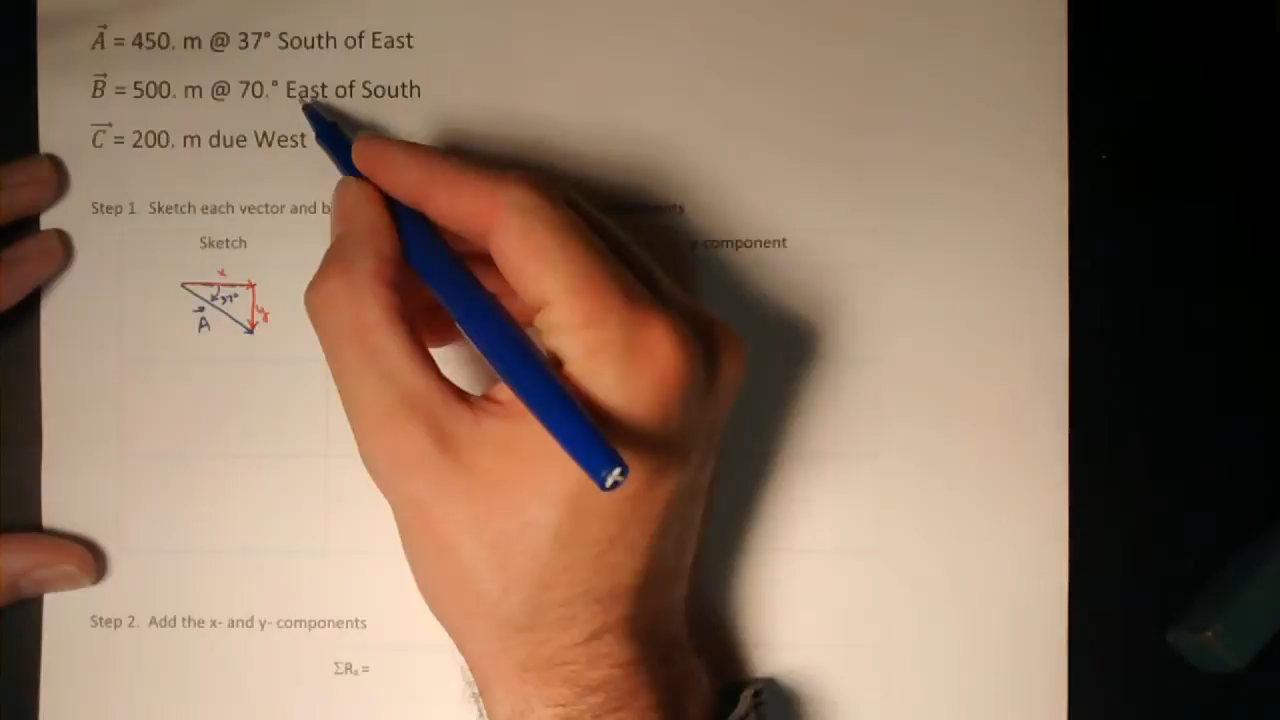 A = 450. m @ 37° South of East
B = 500. m @ 70.° East of South
C = 200. m due West
Step 1. Sketch each vector and
Sketch component
x
37°
y
A
Step 2. Add the x- and y- components
ΣRₓ =